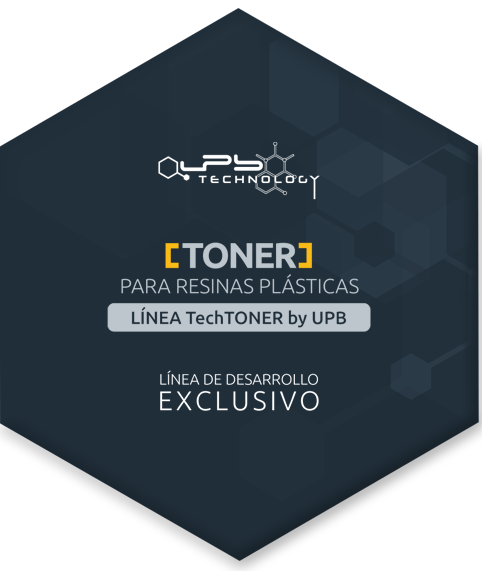 UPb
TECHNOLOGY
[TONER]
PARA RESINAS PLÁSTICAS
LÍNEA TechTONER by UPB
LÍNEA DE DESARROLLO
EXCLUSIVO